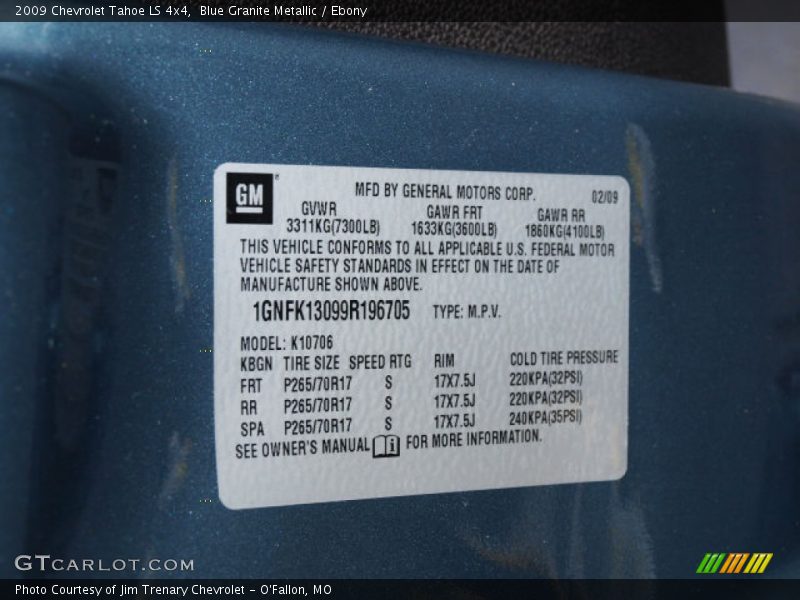 2009 Chevrolet Tahoe LS 4x4, Blue Granite Metallic / Ebony
GM
MFD BY GENERAL MOTORS CORP. 02/09
GVWR GAWR FRT GAWR RR
3311KG(7300LB) 1633KG(3600LB) 1860KG(4100LB)
THIS VEHICLE CONFORMS TO ALL APPLICABLE U.S. FEDERAL MOTOR
VEHICLE SAFETY STANDARDS IN EFFECT ON THE DATE OF
MANUFACTURE SHOWN ABOVE.
1GNFK13099R196705 TYPE: M.P.V.
MODEL: K10706
KBGN TIRE SIZE SPEED RTG RIM COLD TIRE PRESSURE
FRT P265/70R17 S 17X7.5J 220KPA(32PSI)
RR P265/70R17 S 17X7.5J 220KPA(32PSI)
SPA P265/70R17 S 17X7.5J 240KPA(35PSI)
SEE OWNER'S MANUAL i FOR MORE INFORMATION.
GTCARLOT.COM
Photo Courtesy of Jim Trenary Chevrolet - O'Fallon, MO